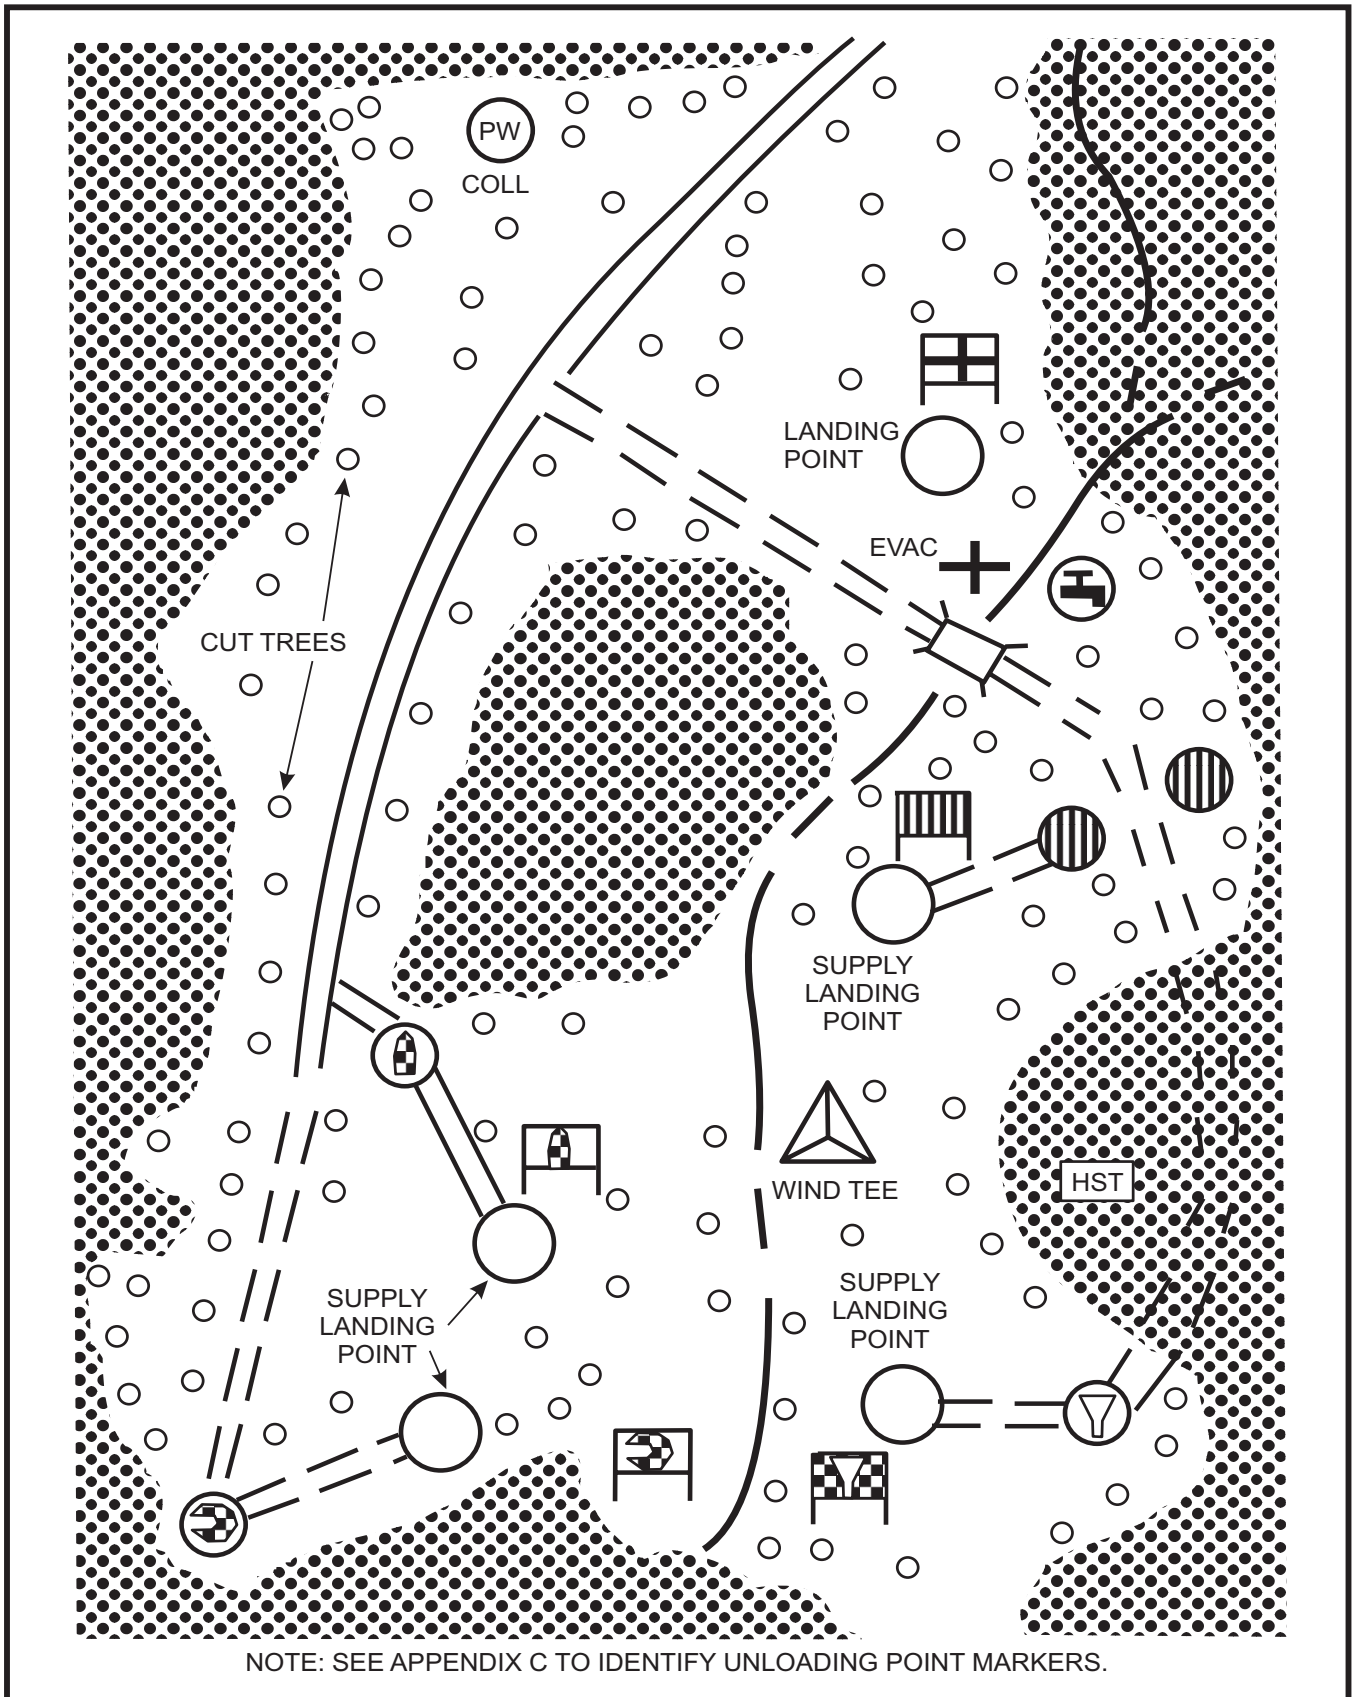 PW
COLL
LANDING
POINT
EVAC
CUT TREES
SUPPLY
LANDING
POINT
WIND TEE
HST
SUPPLY
LANDING
POINT
SUPPLY
LANDING
POINT
NOTE: SEE APPENDIX C TO IDENTIFY UNLOADING POINT MARKERS.